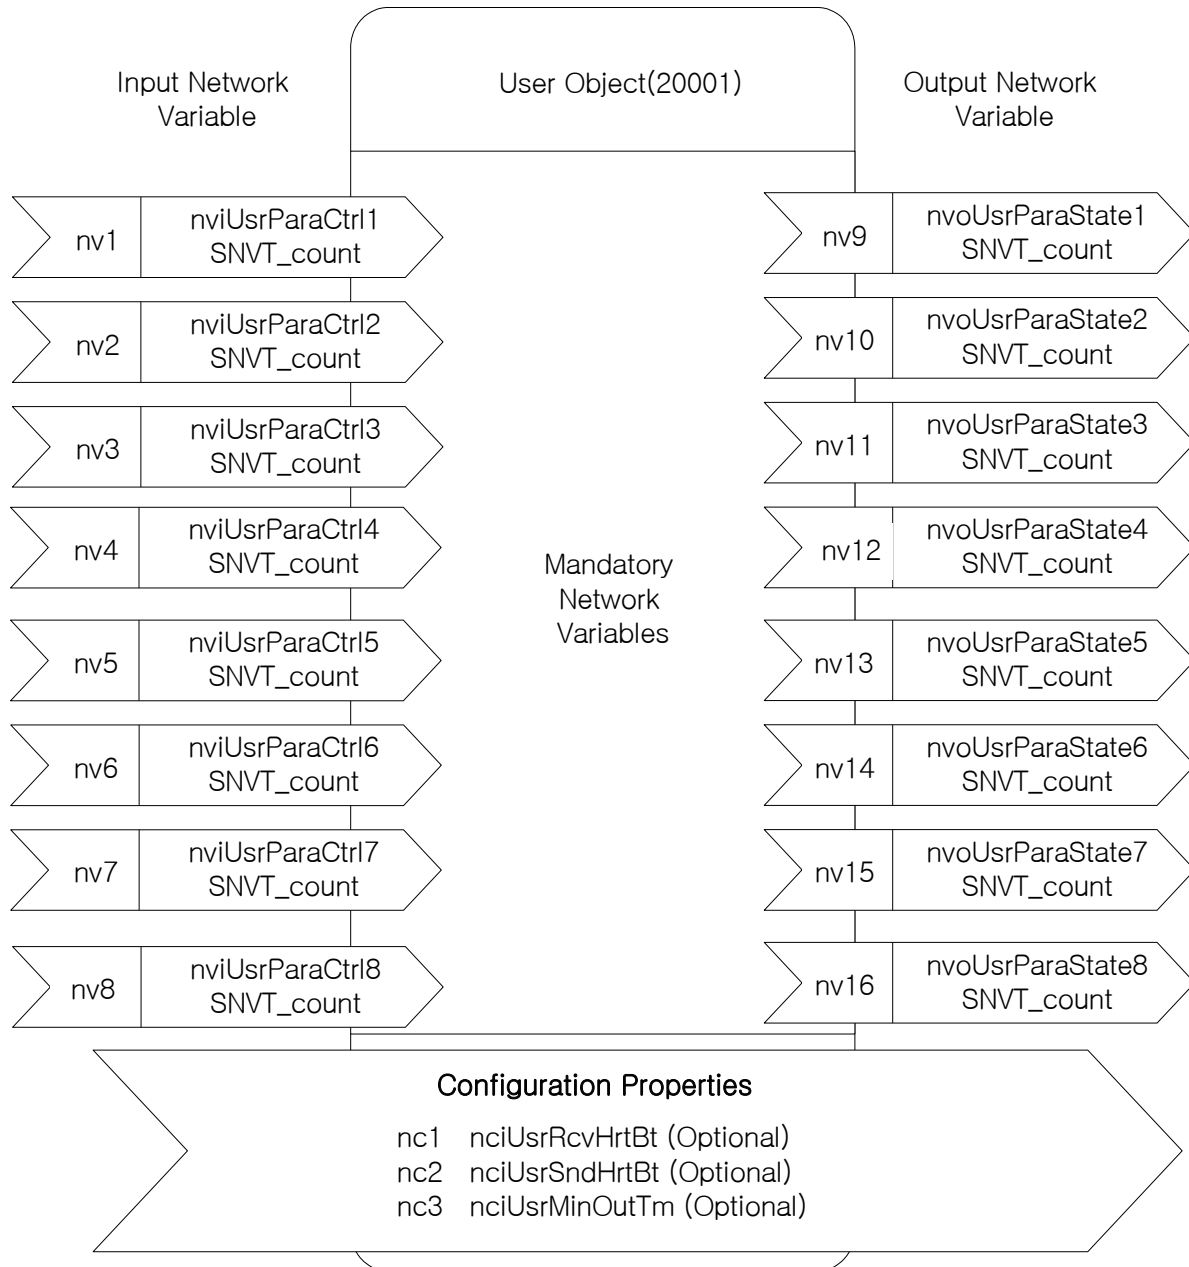 Input Network
Variable
User Object(20001)
Output Network
Variable
nv1
nviUsrParaCtrl1
SNVT_count
nv9
nvoUsrParaState1
SNVT_count
nv2
nviUsrParaCtrl2
SNVT_count
nv10
nvoUsrParaState2
SNVT_count
nv3
nviUsrParaCtrl3
SNVT_count
nv11
nvoUsrParaState3
SNVT_count
nv4
nviUsrParaCtrl4
SNVT_count
nv12
nvoUsrParaState4
SNVT_count
Mandatory
Network
Variables
nv5
nviUsrParaCtrl5
SNVT_count
nv13
nvoUsrParaState5
SNVT_count
nv6
nviUsrParaCtrl6
SNVT_count
nv14
nvoUsrParaState6
SNVT_count
nv7
nviUsrParaCtrl7
SNVT_count
nv15
nvoUsrParaState7
SNVT_count
nv8
nviUsrParaCtrl8
SNVT_count
nv16
nvoUsrParaState8
SNVT_count
Configuration Properties
nc1 nciUsrRcvHrtBt (Optional)
nc2 nciUsrSndHrtBt (Optional)
nc3 nciUsrMinOutTm (Optional)